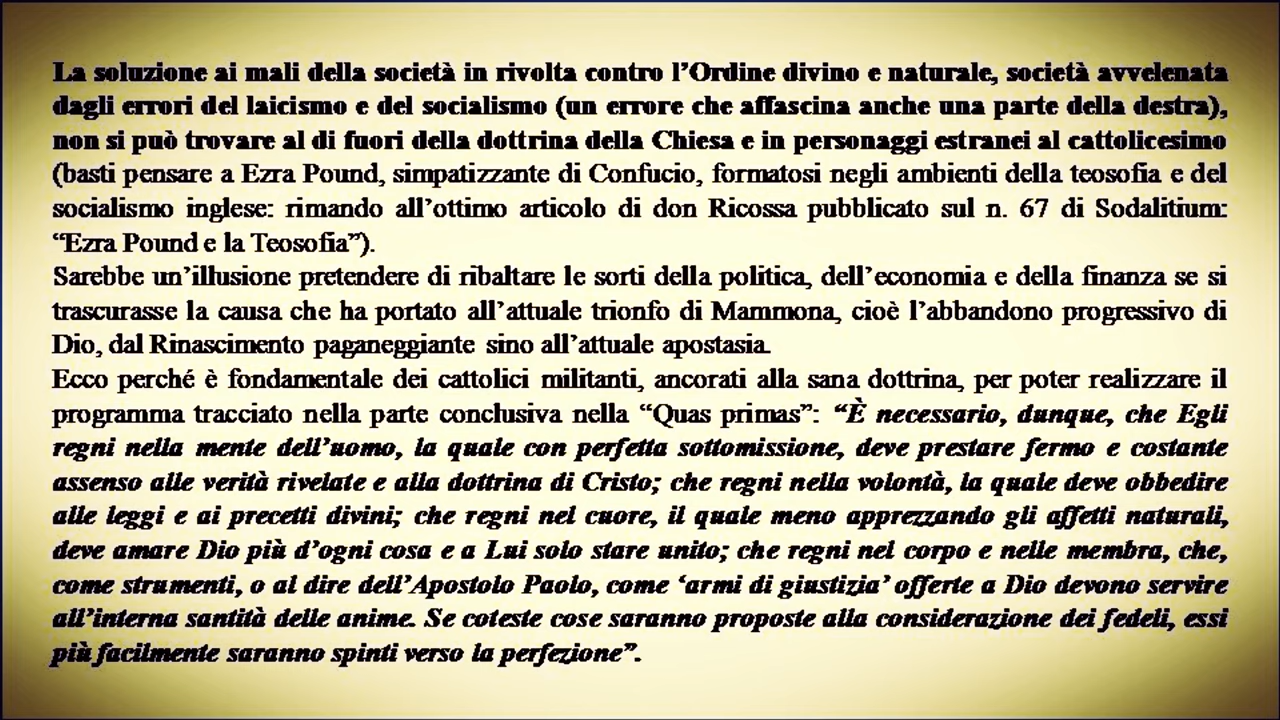 La soluzione ai mali della società in rivolta contro l’Ordine divino e naturale, società avvelenata
dagli errori del laicismo e del socialismo (un errore che affascina anche una parte della destra),
non si può trovare al di fuori della dottrina della Chiesa e in personaggi estranei al cattolicesimo
(basti pensare a Ezra Pound, simpatizzante di Confucio, formatosi negli ambienti della teosofia e del
socialismo inglese: rimando all’ottimo articolo di don Ricossa pubblicato sul n. 67 di Sodalitium:
“Ezra Pound e la Teosofia”).
Sarebbe un’illusione pretendere di ribaltare le sorti della politica, dell’economia e della finanza se si
trascurasse la causa che ha portato all’attuale trionfo di Mammona, cioè l’abbandono progressivo di
Dio, dal Rinascimento paganeggiante sino all’attuale apostasia.
Ecco perché è fondamentale dei cattolici militanti, ancorati alla sana dottrina, per poter realizzare il
programma tracciato nella parte conclusiva nella “Quas primas”: “È necessario, dunque, che Egli
regni nella mente dell’uomo, la quale con perfetta sottomissione, deve prestare fermo e costante
assenso alle verità rivelate e alla dottrina di Cristo; che regni nella volontà, la quale deve obbedire
alle leggi e ai precetti divini; che regni nel cuore, il quale meno apprezzando gli affetti naturali,
deve amare Dio più d’ogni cosa e a Lui solo stare unito; che regni nel corpo e nelle membra, che,
come strumenti, o al dire dell’Apostolo Paolo, come ‘armi di giustizia’ offerte a Dio devono servire
all’interna santità delle anime. Se coteste cose saranno proposte alla considerazione dei fedeli, essi
più facilmente saranno spinti verso la perfezione”.